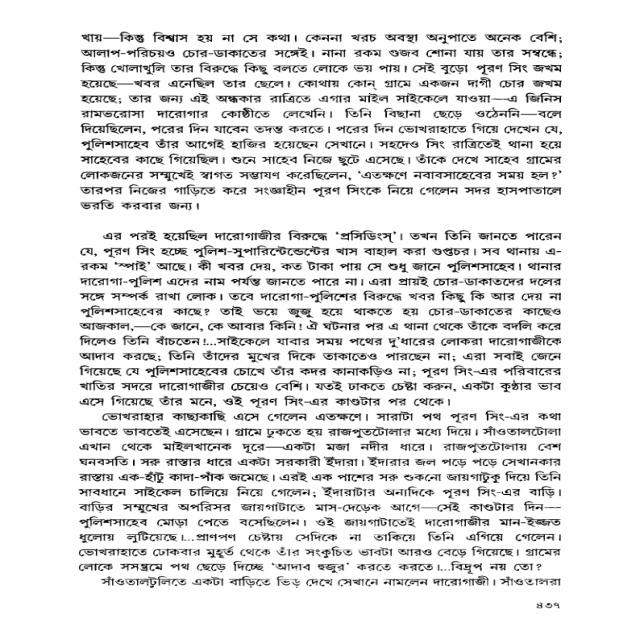 খায়—কিন্তু বিশ্বাস হয় না সে কথা। কেননা খরচ অবস্থা অনুপাতে অনেক বেশি;
আলাপ-পরিচয়ও চোর-ডাকাতের সঙ্গেই। নানা রকম গুজব শোনা যায় তার সম্বন্ধে;
কিন্তু খোলাখুলি তার বিরুদ্ধে কিছু বলতে লোকে ভয় পায়। সেই বুড়ো পূরণ সিং জখম
হয়েছে—খবর এনেছিল তার ছেলে। কোথায় কোন্ গ্রামে একজন দাগী চোর জখম
হয়েছে; তার জন্য এই অন্ধকার রাত্রিতে এগার মাইল সাইকেলে যাওয়া—এ জিনিস
রামভরোসা দারোগার কোষ্ঠীতে লেখেনি। তিনি বিছানা ছেড়ে ওঠেননি—বলে
দিয়েছিলেন, পরের দিন যাবেন তদন্ত করতে। পরের দিন ভোখরাহাতে গিয়ে দেখেন যে,
পুলিশসাহেব তাঁর আগেই হাজির হয়েছেন সেখানে। সহদেও সিং রাত্রিতেই থানা হয়ে
সাহেবের কাছে গিয়েছিল। শুনে সাহেব নিজে ছুটে এসেছে। তাঁকে দেখে সাহেব গ্রামের
লোকজনের সম্মুখেই স্বাগত সম্ভাষণ করেছিলেন, ‘এতক্ষণে নবাবসাহেবের সময় হল?’
তারপর নিজের গাড়িতে করে সংজ্ঞাহীন পূরণ সিংকে নিয়ে গেলেন সদর হাসপাতালে
ভরতি করবার জন্য।
এর পরই হয়েছিল দারোগাজীর বিরুদ্ধে ‘প্রসিডিংস্’। তখন তিনি জানতে পারেন
যে, পূরণ সিং হচ্ছে পুলিশ-সুপারিন্টেন্ডেন্টের খাস বাহাল করা গুপ্তচর। সব থানায় এ-
রকম ‘স্পাই’ আছে। কী খবর দেয়, কত টাকা পায় সে শুধু জানে পুলিশসাহেব। থানার
দারোগা-পুলিশ এদের নাম পর্যন্ত জানতে পারে না। এরা প্রায়ই চোর-ডাকাতদের দলের
সঙ্গে সম্পর্ক রাখা লোক। তবে দারোগা-পুলিশের বিরুদ্ধে খবর কিছু কি আর দেয় না
পুলিশসাহেবের কাছে? তাই ভয়ে জুজু হয়ে থাকতে হয় চোর-ডাকাতের কাছেও
আজকাল,—কে জানে, কে আবার কিনি! ঐ ঘটনার পর এ থানা থেকে তাঁকে বদলি করে
দিলেও তিনি বাঁচতেন!...সাইকেলে যাবার সময় পথের দু’ধারের লোকরা দারোগাজীকে
আদাব করছে; তিনি তাঁদের মুখের দিকে তাকাতেও পারছেন না; এরা সবাই জেনে
গিয়েছে যে পুলিশসাহেবের চোখে তাঁর কদর কানাকড়িও না; পূরণ সিং-এর পরিবারের
খাতির সদরে দারোগাজীর চেয়েও বেশি। যতই ঢাকতে চেষ্টা করুন, একটা কুণ্ঠার ভাব
এসে গিয়েছে তাঁর মনে, ওই পূরণ সিং-এর কাণ্ডটার পর থেকে।
ভোখরাহার কাছাকাছি এসে গেলেন এতক্ষণে। সারাটা পথ পূরণ সিং-এর কথা
ভাবতে ভাবতেই এসেছেন। গ্রামে ঢুকতে হয় রাজপুতটোলার মধ্যে দিয়ে। সাঁওতালটোলা
এখান থেকে মাইলখানেক দূরে—একটা মজা নদীর ধারে। রাজপুতটোলায় বেশ
ঘনবসতি। সরু রাস্তার ধারে একটা সরকারী ইঁদারা। ইঁদারার জল পড়ে পড়ে সেখানকার
রাস্তায় এক-হাঁটু কাদা-পাঁক জমেছে। এরই এক পাশের সরু শুকনো জায়গাটুকু দিয়ে তিনি
সাবধানে সাইকেল চালিয়ে নিয়ে গেলেন; ইঁদারাটার অন্যদিকে পূরণ সিং-এর বাড়ি।
বাড়ির সম্মুখের অপরিসর জায়গাটাতে মাস-দেড়েক আগে—সেই কাণ্ডটার দিন—
পুলিশসাহেব মোড়া পেতে বসেছিলেন। ওই জায়গাটাতেই দারোগাজীর মান-ইজ্জত
ধুলোয় লুটিয়েছে।...প্রাণপণ চেষ্টায় সেদিকে না তাকিয়ে তিনি এগিয়ে গেলেন।
ভোখরাহাতে ঢোকবার মুহূর্ত থেকে তাঁর সংকুচিত ভাবটা আরও বেড়ে গিয়েছে। গ্রামের
লোকে সসম্ভ্রমে পথ ছেড়ে দিচ্ছে ‘আদাব হুজুর’ করতে করতে।...বিদ্রূপ নয় তো?
সাঁওতালটুলিতে একটা বাড়িতে ভিড় দেখে সেখানে নামলেন দারোগাজী। সাঁওতালরা
৪৩৭